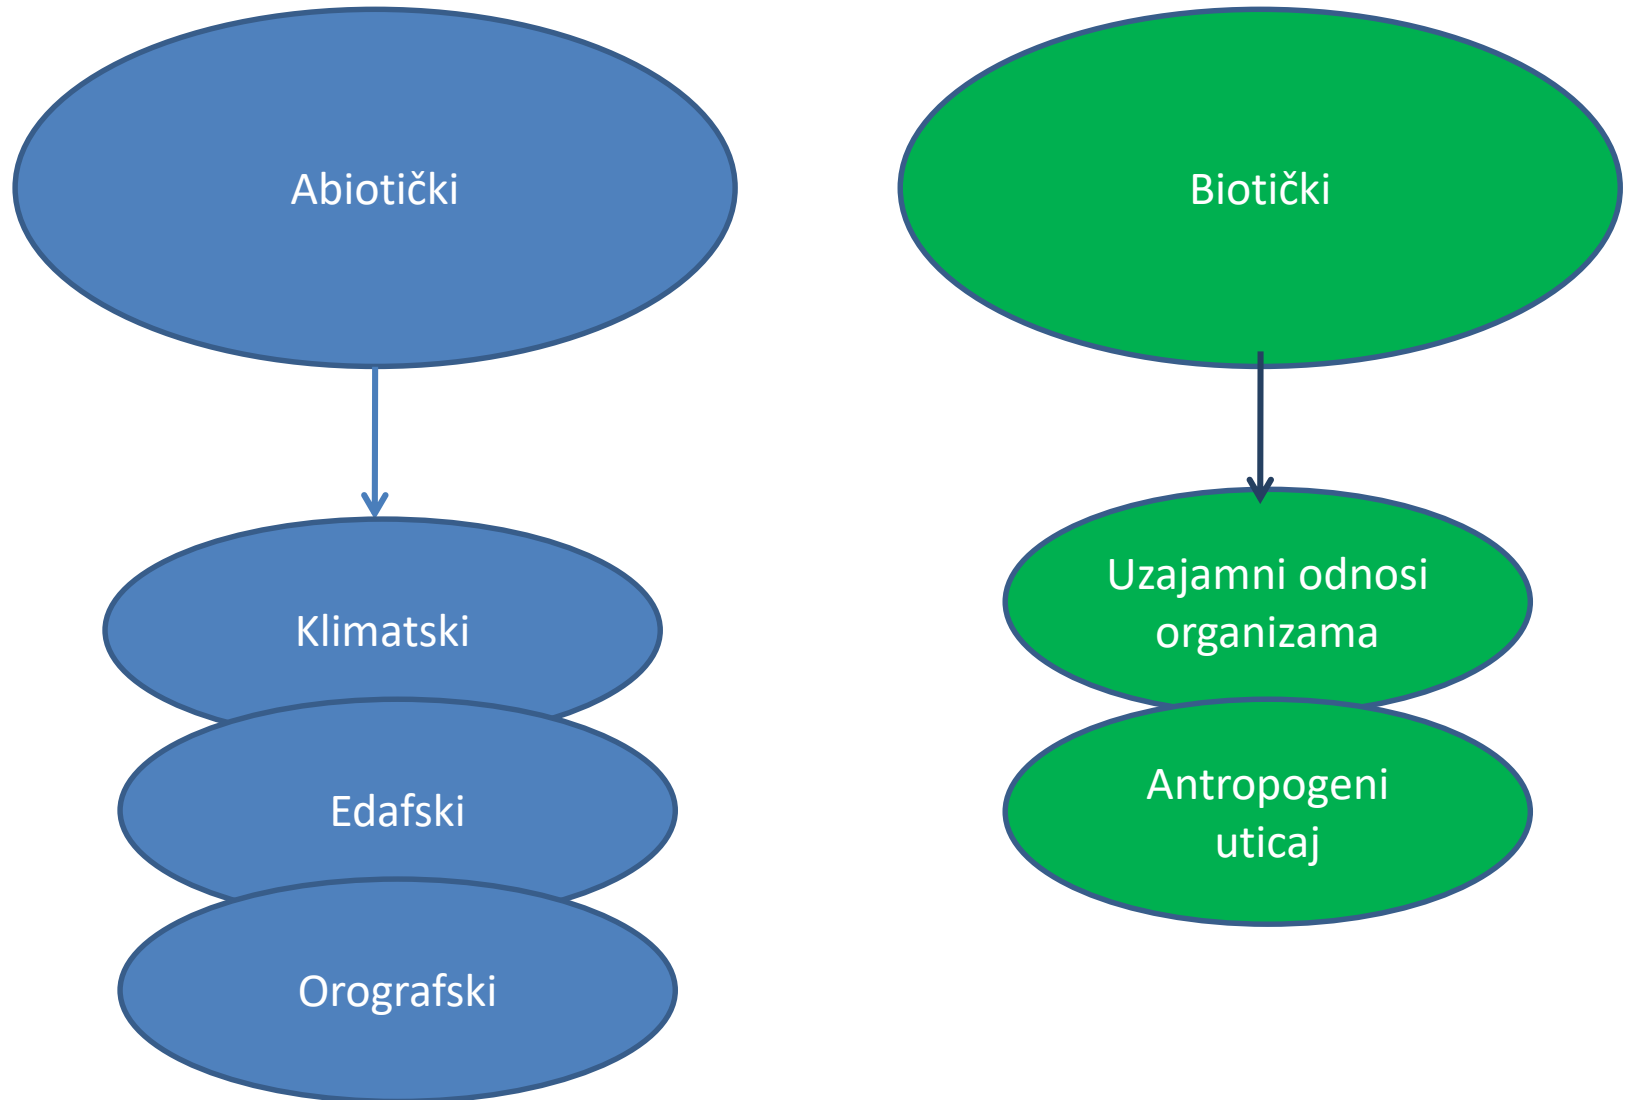 Abiotički
Biotički
Klimatski
Edafski
Orografski
Uzajamni odnosi
organizama
Antropogeni
uticaj